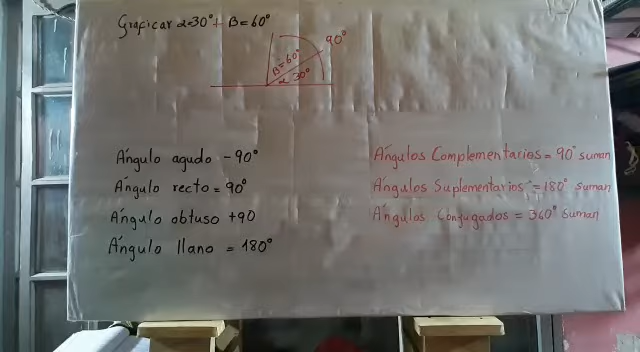 Graficar α=30° + B=60°
90°
B=60°
α 30°
Ángulo agudo -90°
Ángulo recto = 90°
Ángulo obtuso +90
Ángulo llano = 180°
Ángulos Complementarios = 90° suman
Ángulos Suplementarios = 180° suman
Ángulos Conjugados = 360° suman